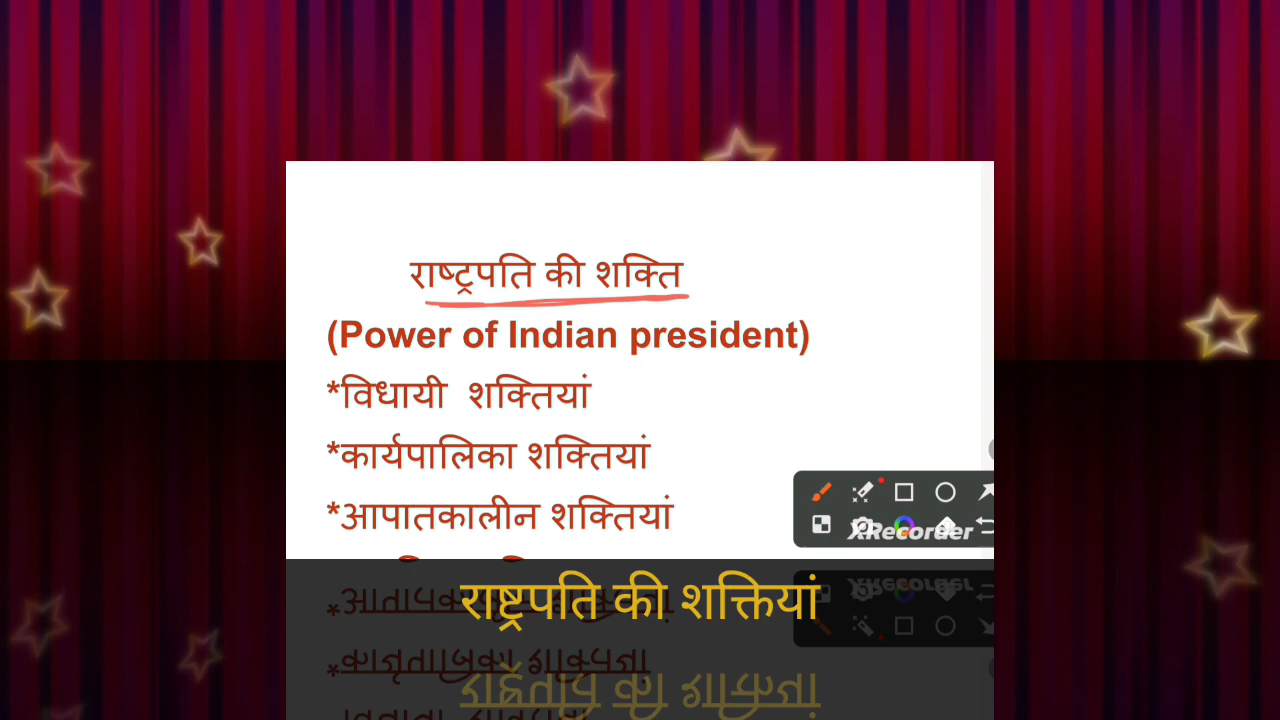 राष्ट्रपति की शक्ति
(Power of Indian president)
*विधायी शक्तियां
*कार्यपालिका शक्तियां
*आपातकालीन शक्तियां
XRecorder
राष्ट्रपति की शक्तियां